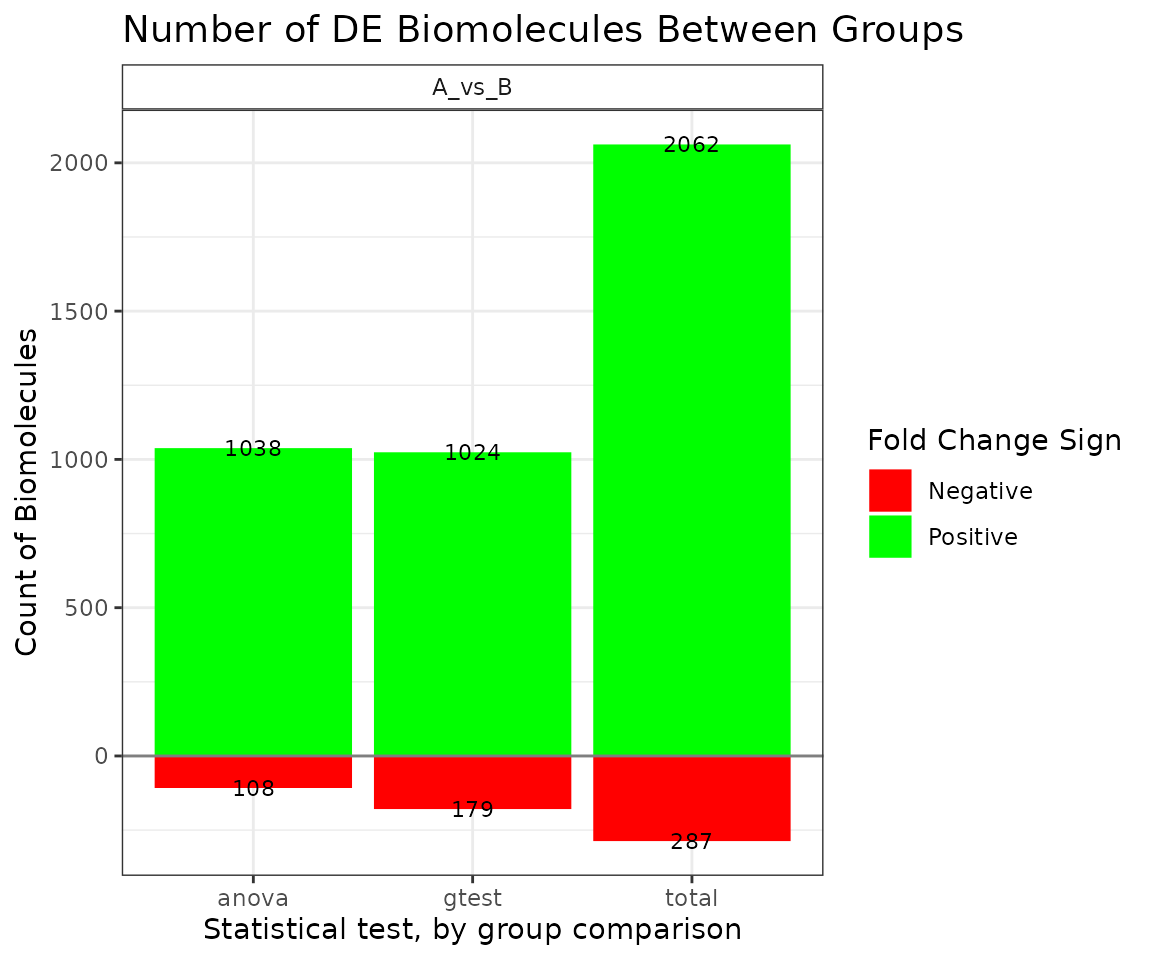 Number of DE Biomolecules Between Groups
A_vs_B
2000
1500
1000
500
0
Count of Biomolecules
1038
1024
2062
108
179
287
anova
gtest
total
Statistical test, by group comparison
Fold Change Sign
Negative
Positive